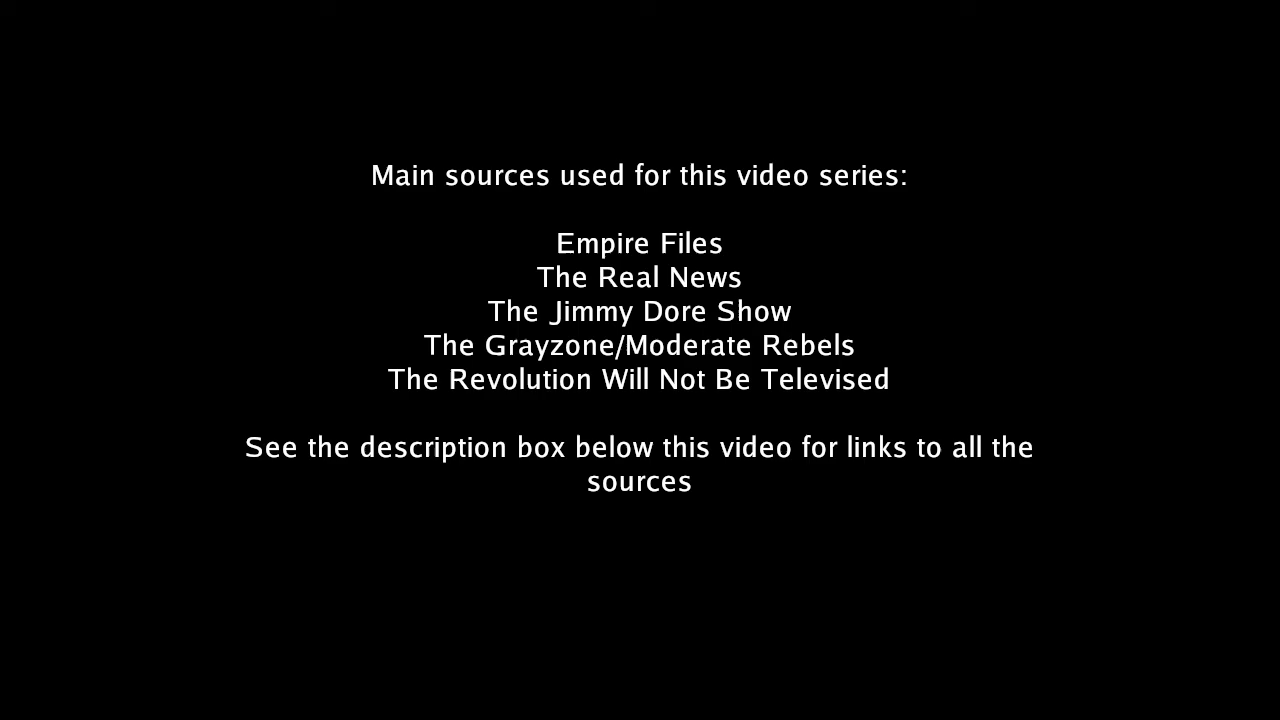 Main sources used for this video series:
Empire Files
The Real News
The Jimmy Dore Show
The Grayzone/Moderate Rebels
The Revolution Will Not Be Televised
See the description box below this video for links to all the
sources